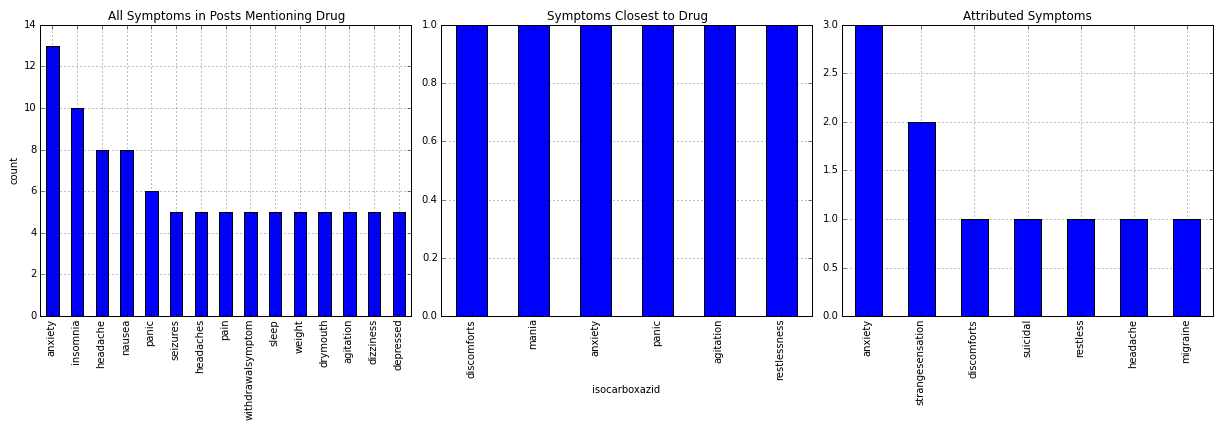 All Symptoms in Posts Mentioning Drug
count
14
12
10
8
6
4
2
0
anxiety
insomnia
headache
nausea
panic
seizures
headaches
pain
withdrawalsymptom
sleep
weight
drymouth
agitation
dizziness
depressed
Symptoms Closest to Drug
1.0
0.8
0.6
0.4
0.2
0.0
discomforts
mania
anxiety
panic
agitation
restlessness
isocarboxazid
Attributed Symptoms
3.0
2.5
2.0
1.5
1.0
0.5
0.0
anxiety
strangesensation
discomforts
suicidal
restless
headache
migraine